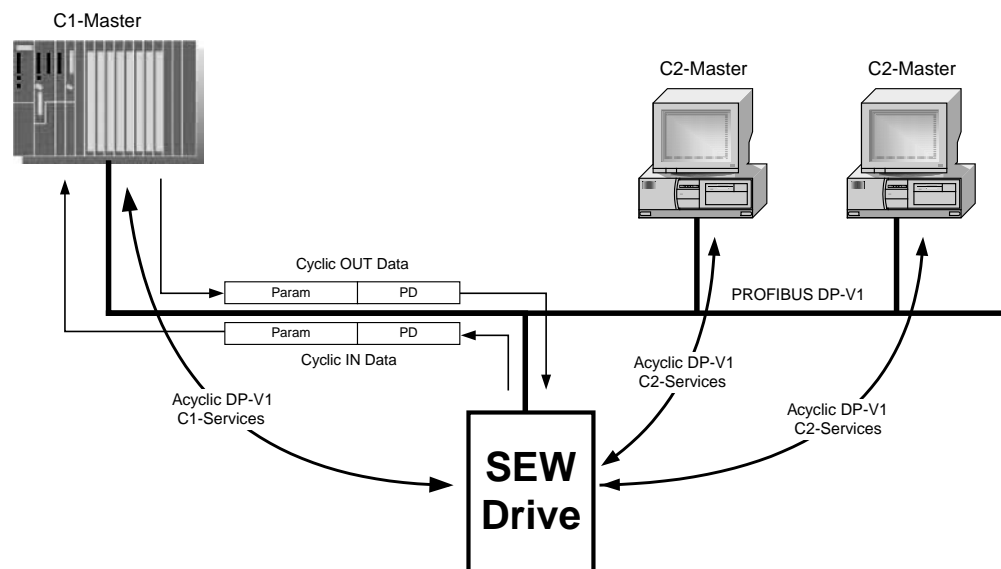 C1-Master
C2-Master
C2-Master
Cyclic OUT Data
Param
PD
PROFIBUS DP-V1
Param
PD
Cyclic IN Data
Acyclic DP-V1
C2-Services
Acyclic DP-V1
C1-Services
Acyclic DP-V1
C2-Services
SEW
Drive